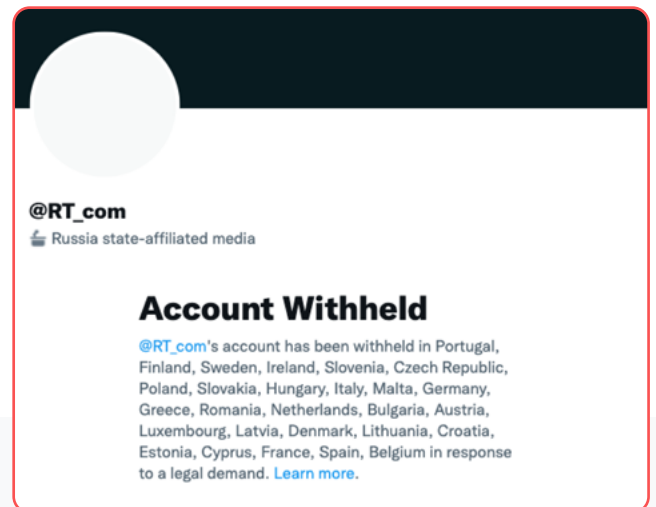 @RT_com
Russia state-affiliated media
Account Withheld
@RT_com's account has been withheld in Portugal,
Finland, Sweden, Ireland, Slovenia, Czech Republic,
Poland, Slovakia, Hungary, Italy, Malta, Germany,
Greece, Romania, Netherlands, Bulgaria, Austria,
Luxembourg, Latvia, Denmark, Lithuania, Croatia,
Estonia, Cyprus, France, Spain, Belgium in response
to a legal demand. Learn more.